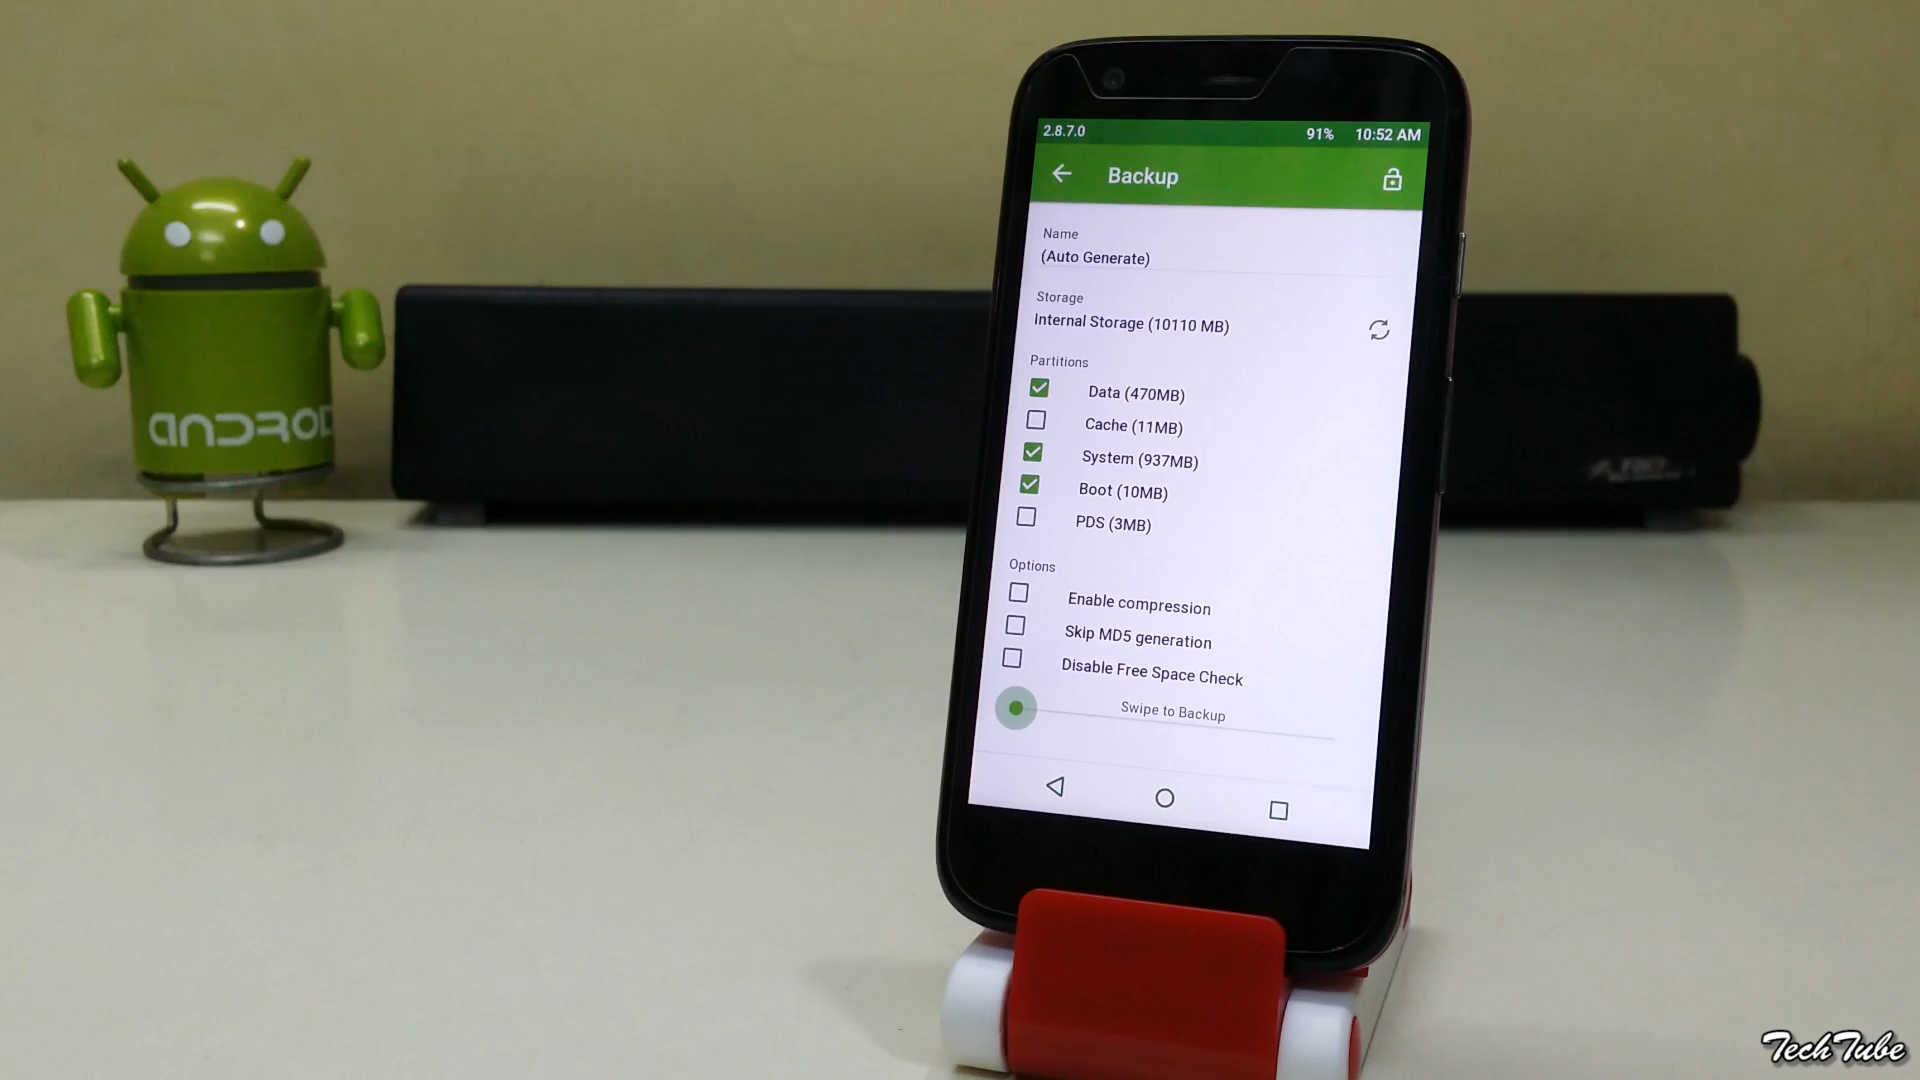 2.8.7.0 91% 10:52 AM
Backup
Name
(Auto Generate)
Storage
Internal Storage (10110 MB)
Partitions
Data (470MB)
Cache (11MB)
System (937MB)
Boot (10MB)
PDS (3MB)
Options
Enable compression
Skip MD5 generation
Disable Free Space Check
Swipe to Backup
ANDROID
TechTube